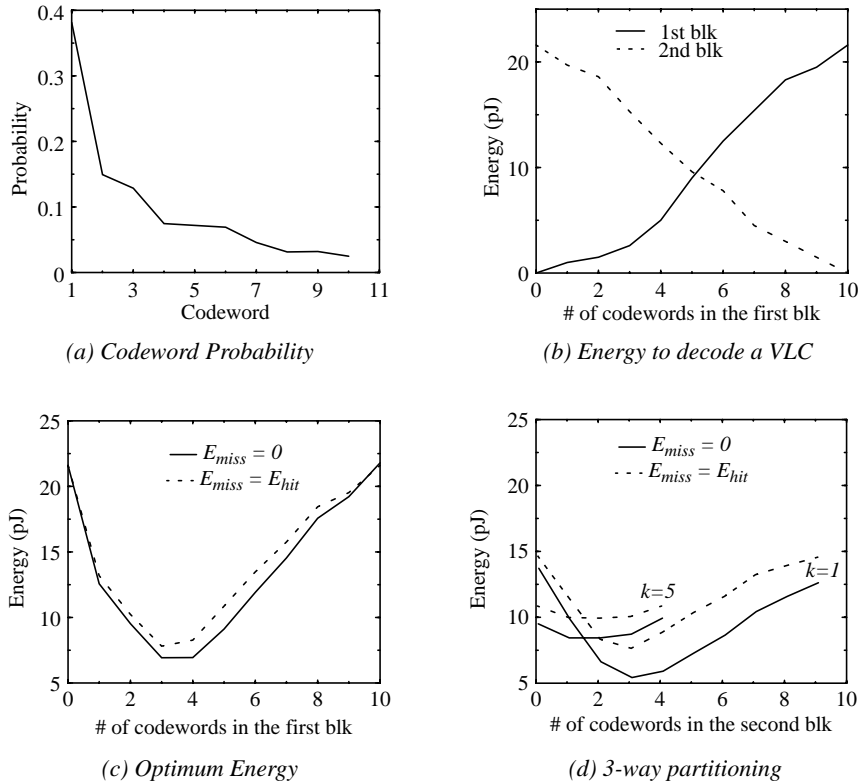 0.4
0.3
0.2
0.1
0
Probability
1 3 5 7 9 11
Codeword
(a) Codeword Probability
1st blk
2nd blk
20
10
0
Energy (pJ)
0 2 4 6 8 10
# of codewords in the first blk
(b) Energy to decode a VLC
25
20
15
10
5
Energy (pJ)
E_miss = 0
E_miss = E_hit
0 2 4 6 8 10
# of codewords in the first blk
(c) Optimum Energy
25
20
15
10
5
Energy (pJ)
E_miss = 0
E_miss = E_hit
k=5
k=1
0 2 4 6 8 10
# of codewords in the second blk
(d) 3-way partitioning